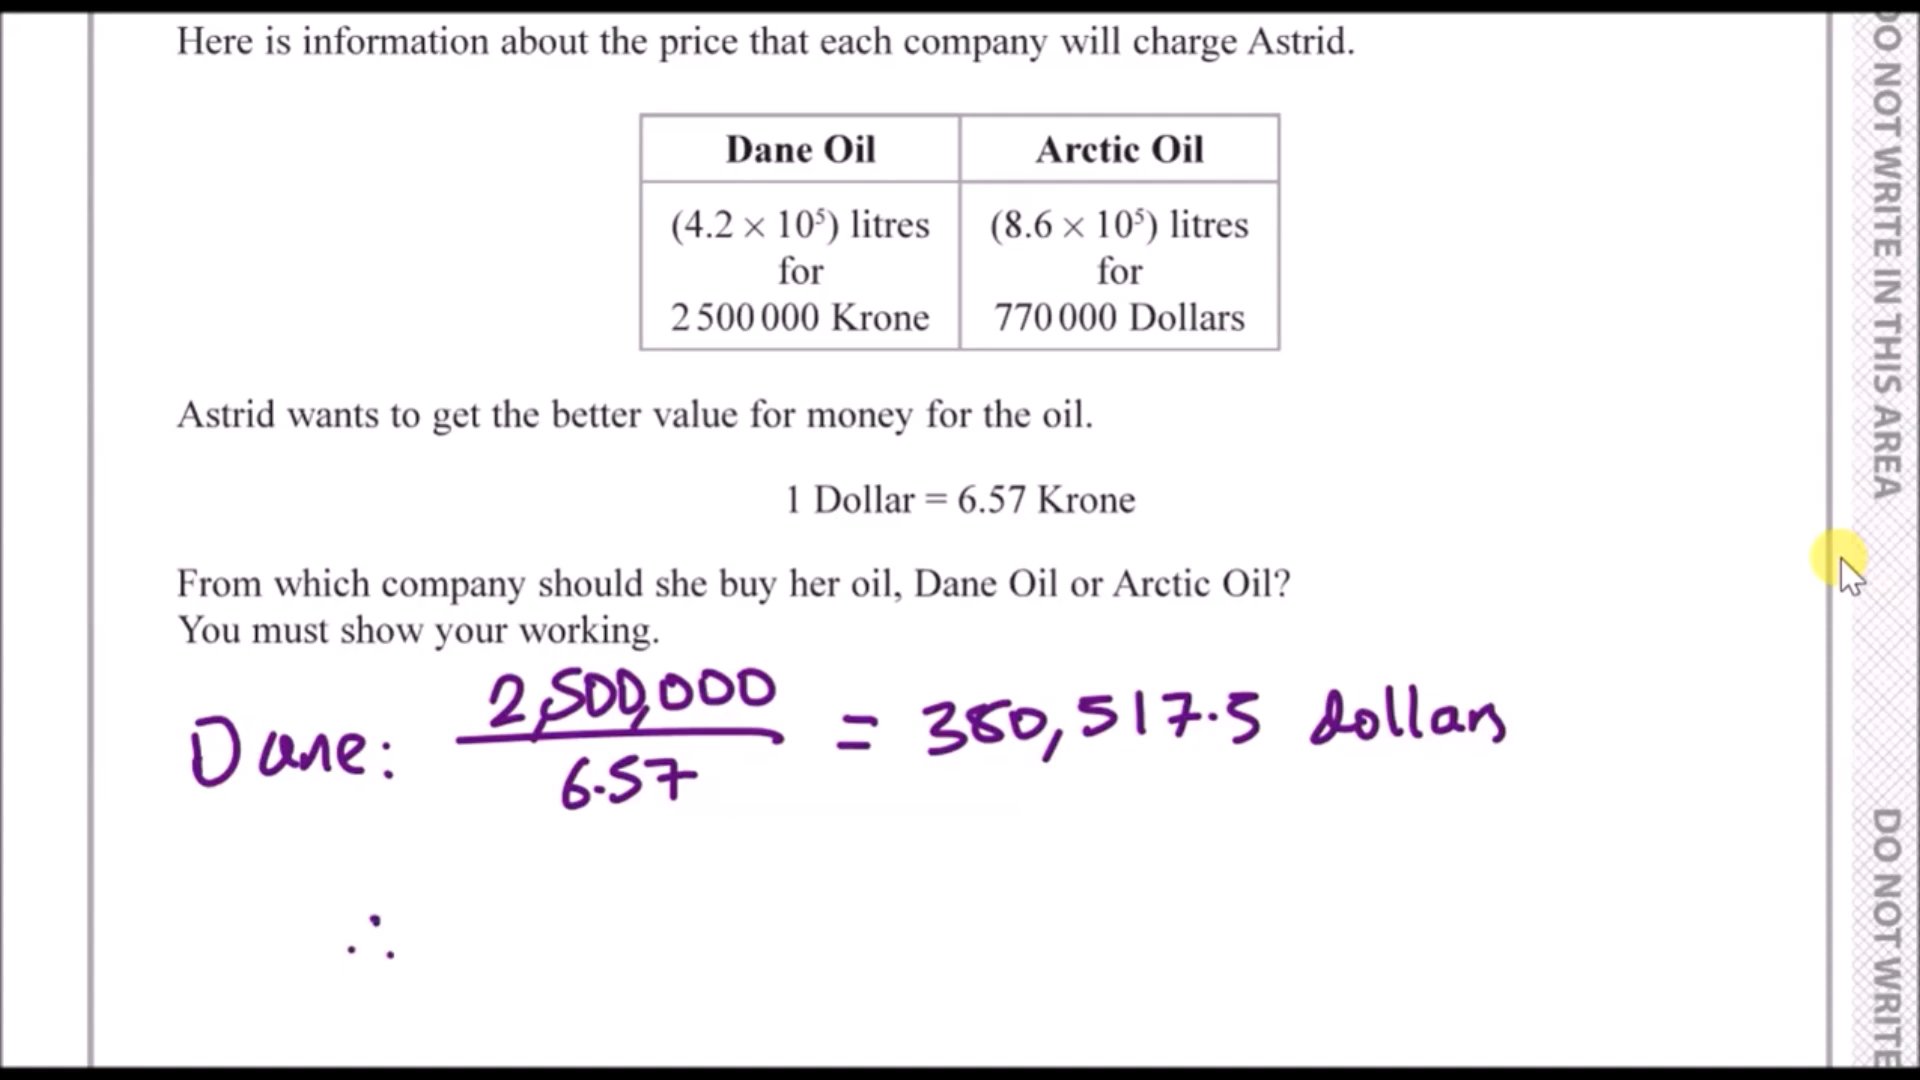 Here is information about the price that each company will charge Astrid.
Dane Oil
Arctic Oil
(4.2 × 10⁵) litres
for
2 500 000 Krone
(8.6 × 10⁵) litres
for
770 000 Dollars
Astrid wants to get the better value for money for the oil.
1 Dollar = 6.57 Krone
From which company should she buy her oil, Dane Oil or Arctic Oil?
You must show your working.
Dane: 2,500,000 / 6.57 = 380,517.5 dollars
∴
DO NOT WRITE IN THIS AREA
DO NOT WRITE